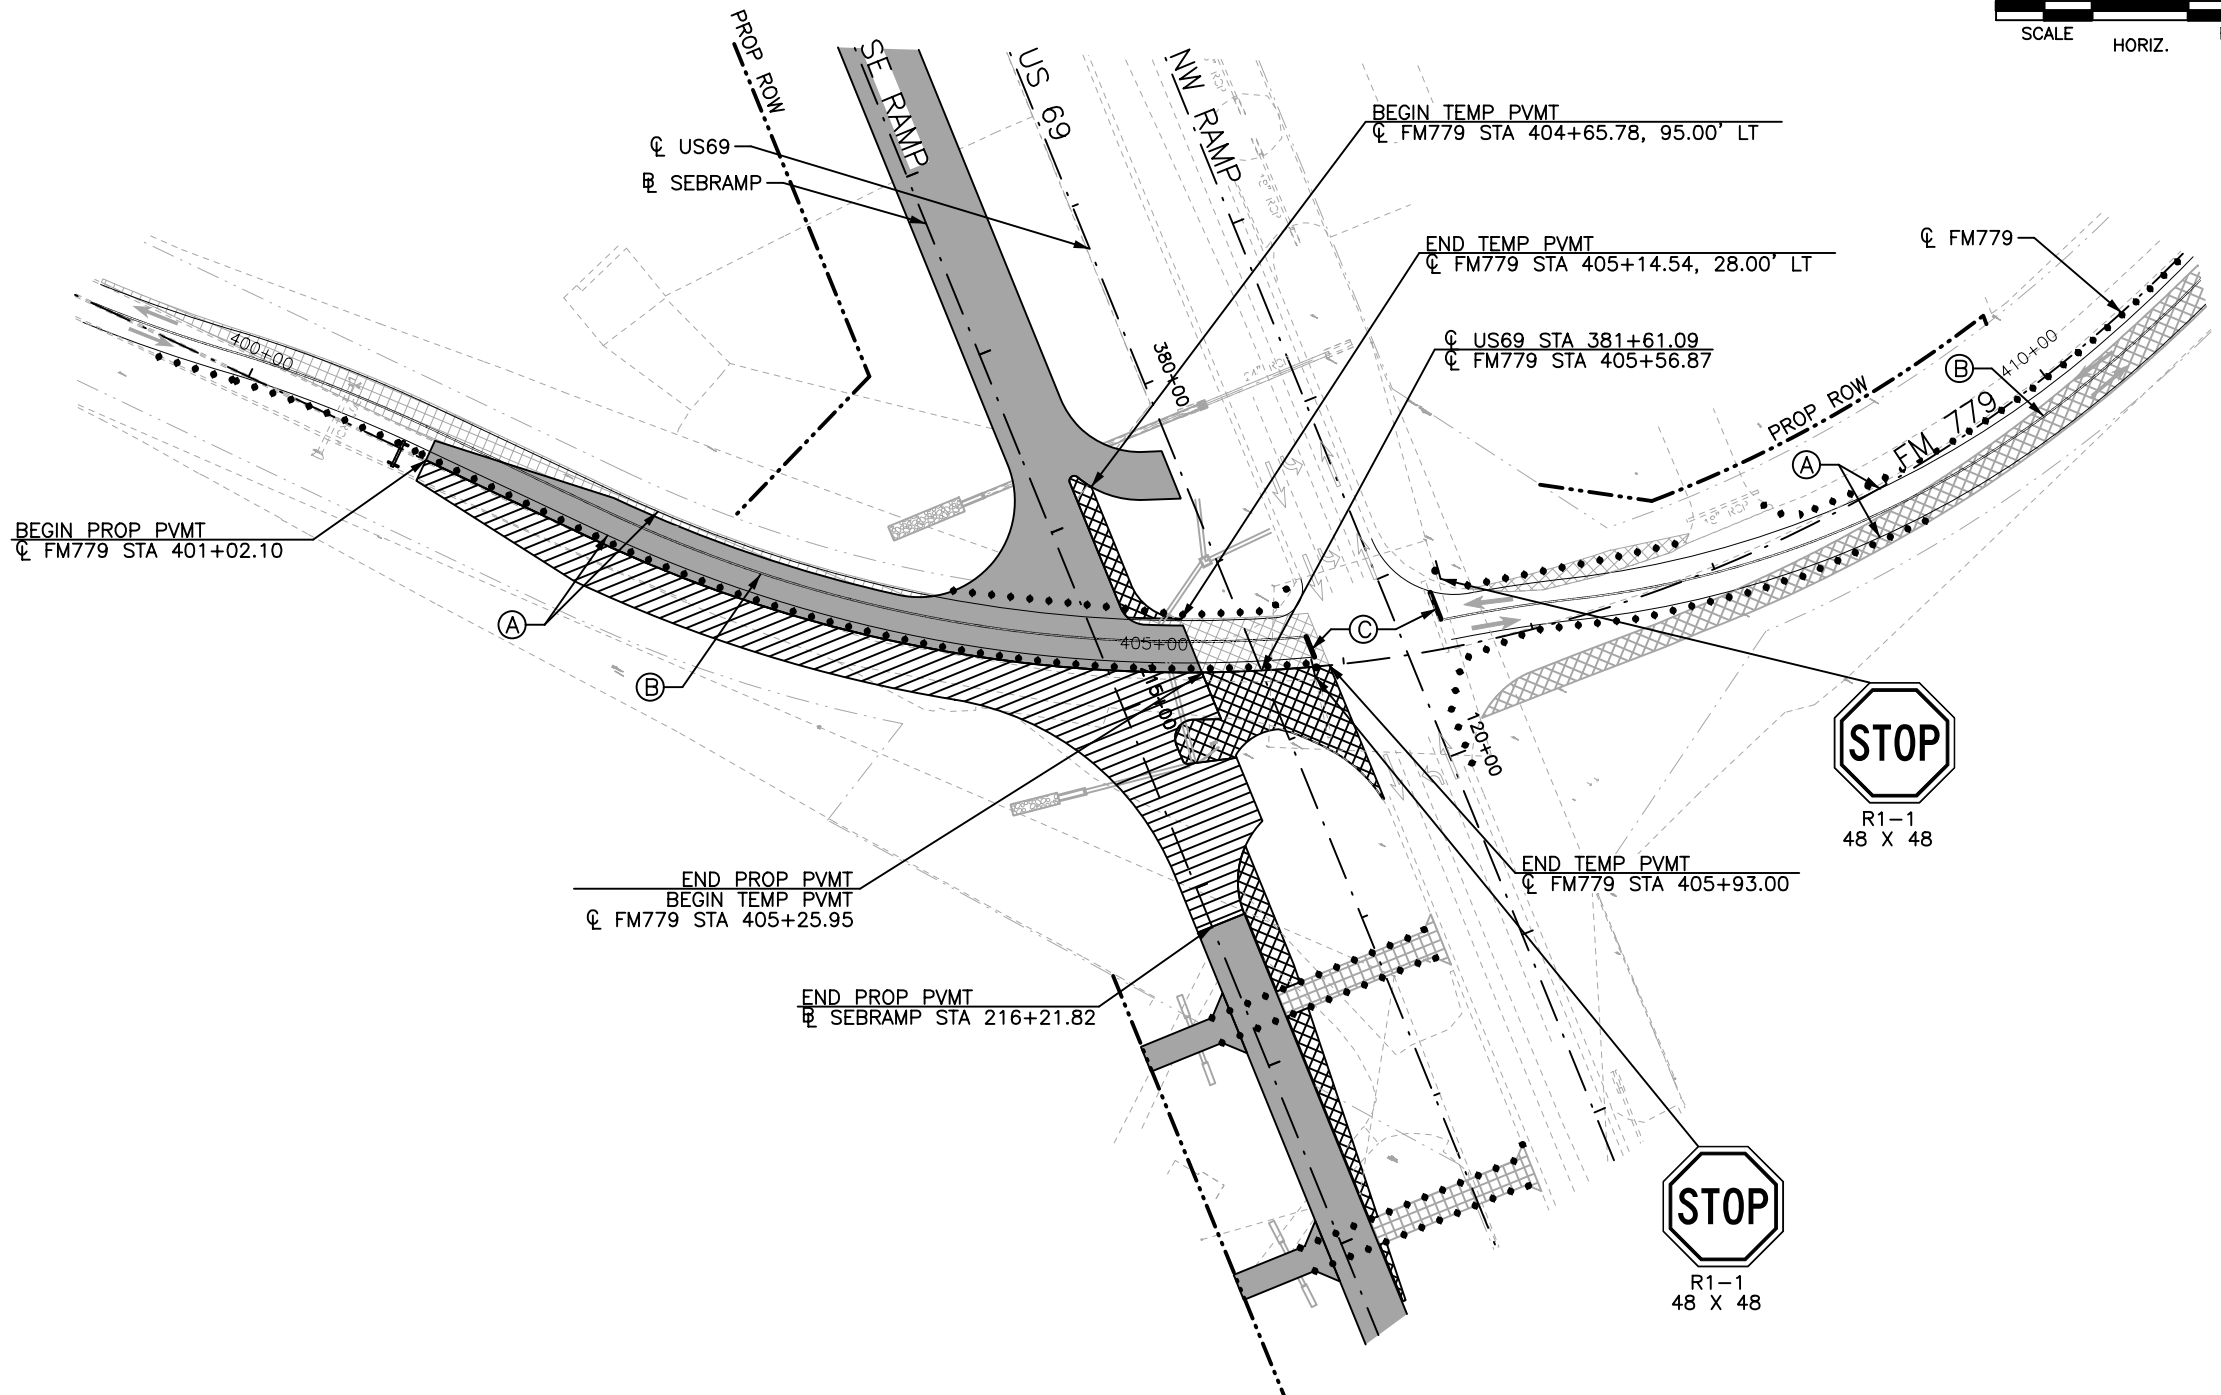 SCALE
HORIZ.
PROP ROW
SE RAMP
US 69
NW RAMP
℄ US69
BL SEBRAMP
BEGIN TEMP PVMT
℄ FM779 STA 404+65.78, 95.00' LT
END TEMP PVMT
℄ FM779 STA 405+14.54, 28.00' LT
℄ FM779
℄ US69 STA 381+61.09
℄ FM779 STA 405+56.87
400+00
380+00
410+00
PROP ROW
FM 779
B
A
BEGIN PROP PVMT
℄ FM779 STA 401+02.10
A
B
405+00
C
120+00
STOP
R1-1
48 X 48
END PROP PVMT
BEGIN TEMP PVMT
℄ FM779 STA 405+25.95
END TEMP PVMT
℄ FM779 STA 405+93.00
END PROP PVMT
BL SEBRAMP STA 216+21.82
STOP
R1-1
48 X 48